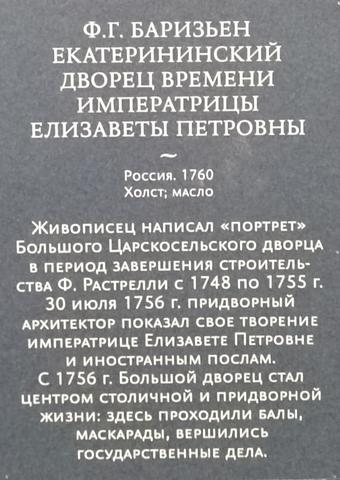 Ф.Г. БАРИЗЬЕН
ЕКАТЕРИНИНСКИЙ
ДВОРЕЦ ВРЕМЕНИ
ИМПЕРАТРИЦЫ
ЕЛИЗАВЕТЫ ПЕТРОВНЫ
~
Россия. 1760
Холст; масло
Живописец написал «портрет»
Большого Царскосельского дворца
в период завершения строитель-
ства Ф. Растрелли с 1748 по 1755 г.
30 июля 1756 г. придворный
архитектор показал свое творение
императрице Елизавете Петровне
и иностранным послам.
С 1756 г. Большой дворец стал
центром столичной и придворной
жизни: здесь проходили балы,
маскарады, вершились
государственные дела.